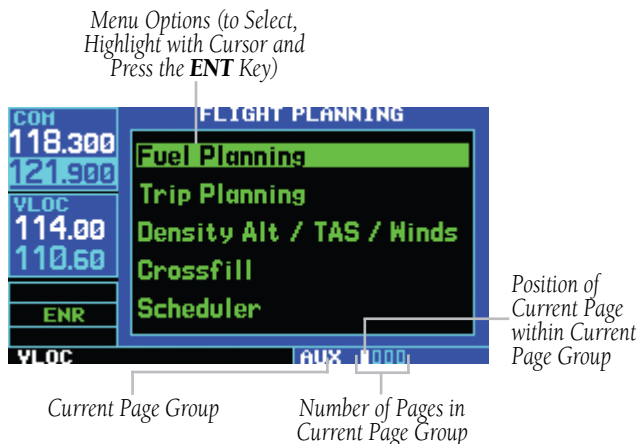 Menu Options (to Select,
Highlight with Cursor and
Press the ENT Key)
COM
118.300
121.900
VLOC
114.00
110.60
ENR
VLOC
FLIGHT PLANNING
Fuel Planning
Trip Planning
Density Alt / TAS / Winds
Crossfill
Scheduler
AUX
Position of
Current Page
within Current
Page Group
Current Page Group
Number of Pages in
Current Page Group